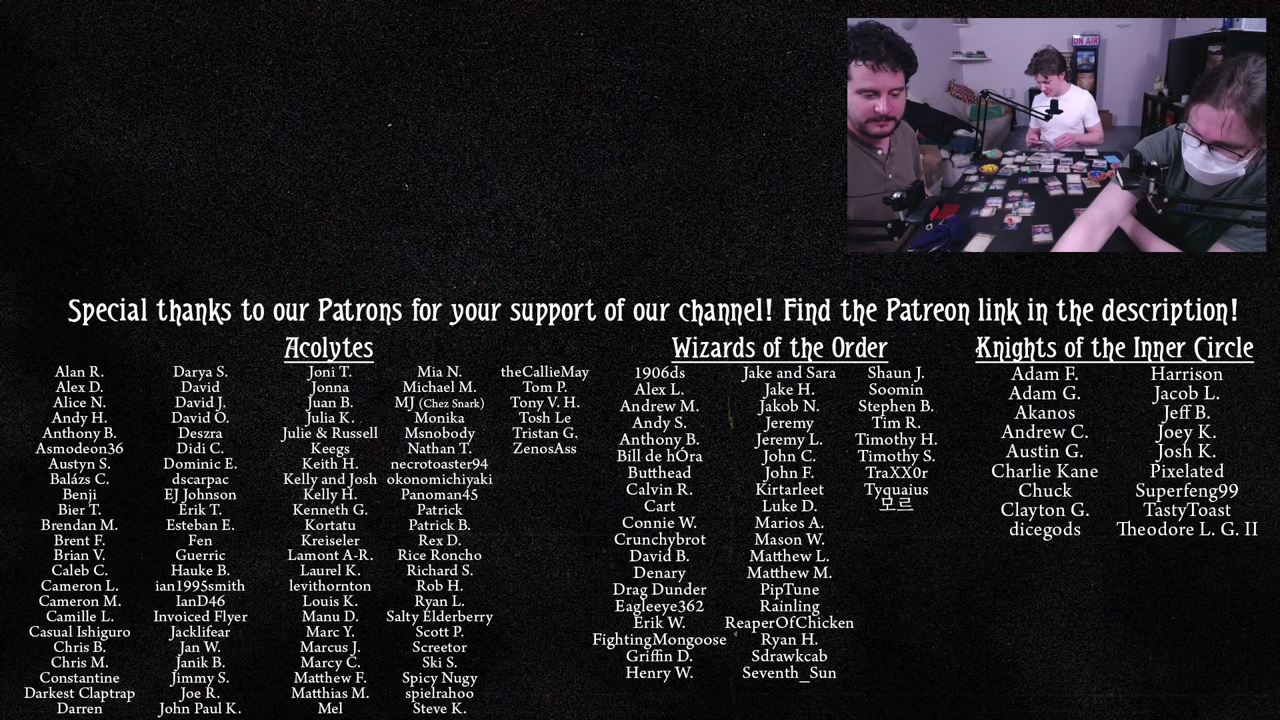 ON AIR
Special thanks to our Patrons for your support of our channel! Find the Patreon link in the description!
Acolytes
Alan R.
Alex D.
Alice N.
Andy H.
Anthony B.
Asmodeon36
Austyn S.
Balázs C.
Benji
Bier T.
Brendan M.
Brent F.
Brian V.
Caleb C.
Cameron L.
Cameron M.
Camille L.
Casual Ishiguro
Chris B.
Chris M.
Constantine
Darkest Claptrap
Darren
Darya S.
David
David J.
David O.
Deszra
Didi C.
Dominic E.
dscarpac
EJ Johnson
Erik T.
Esteban E.
Fen
Guerric
Hauke B.
ian1995smith
IanD46
Invoiced Flyer
Jacklifear
Jan W.
Janik B.
Jimmy S.
Joe R.
John Paul K.
Joni T.
Jonna
Juan B.
Julia K.
Julie & Russell
Keegs
Keith H.
Kelly and Josh
Kelly H.
Kenneth G.
Kortatu
Kreiseler
Lamont A-R.
Laurel K.
levithornton
Louis K.
Manu D.
Marc Y.
Marcus J.
Marcy C.
Matthew F.
Matthias M.
Mel
Mia N.
Michael M.
MJ (Chez Snark)
Monika
Msnobody
Nathan T.
necrotoaster94
okonomichiyaki
Panoman45
Patrick
Patrick B.
Rex D.
Rice Roncho
Richard S.
Rob H.
Ryan L.
Salty Elderberry
Scott P.
Screetor
Ski S.
Spicy Nugy
spielrahoo
Steve K.
theCallieMay
Tom P.
Tony V. H.
Tosh Le
Tristan G.
ZenosAss
Wizards of the Order
1906ds
Alex L.
Andrew M.
Andy S.
Anthony B.
Bill de hÓra
Butthead
Calvin R.
Cart
Connie W.
Crunchybrot
David B.
Denary
Drag Dunder
Eagleeye362
Erik W.
FightingMongoose
Griffin D.
Henry W.
Jake and Sara
Jake H.
Jakob N.
Jeremy
Jeremy L.
John C.
John F.
Kirtarleet
Luke D.
Marios A.
Mason W.
Matthew L.
Matthew M.
PipTune
Rainling
ReaperOfChicken
Ryan H.
Sdrawkcab
Seventh_Sun
Shaun J.
Soomin
Stephen B.
Tim R.
Timothy H.
Timothy S.
TraXX0r
Tyquaius
모르
Knights of the Inner Circle
Adam F.
Adam G.
Akanos
Andrew C.
Austin G.
Charlie Kane
Chuck
Clayton G.
dicegods
Harrison
Jacob L.
Jeff B.
Joey K.
Josh K.
Pixelated
Superfeng99
TastyToast
Theodore L. G. II